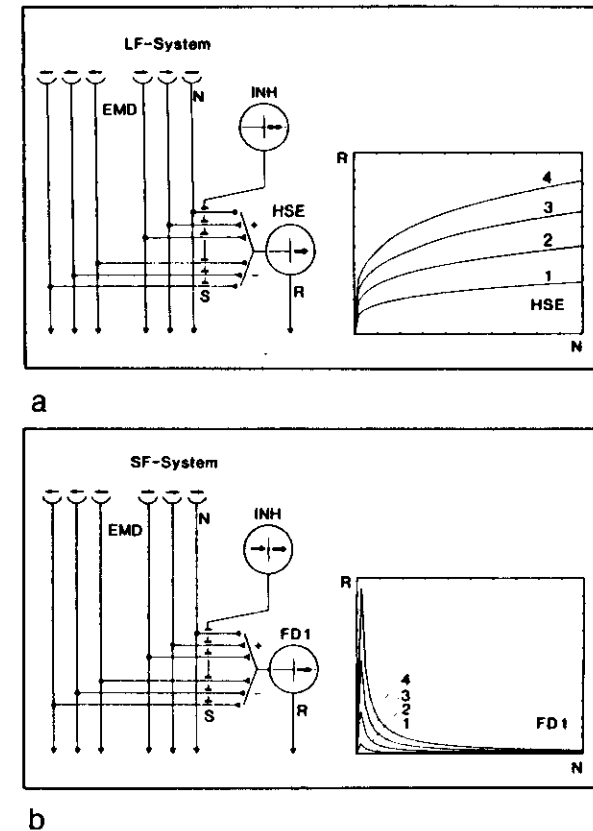 LF-System
N
INH
EMD
HSE
+
-
S
R
R
4
3
2
1
HSE
N
a
SF-System
N
INH
EMD
FD1
+
-
S
R
R
4
3
2
1
FD1
N
b